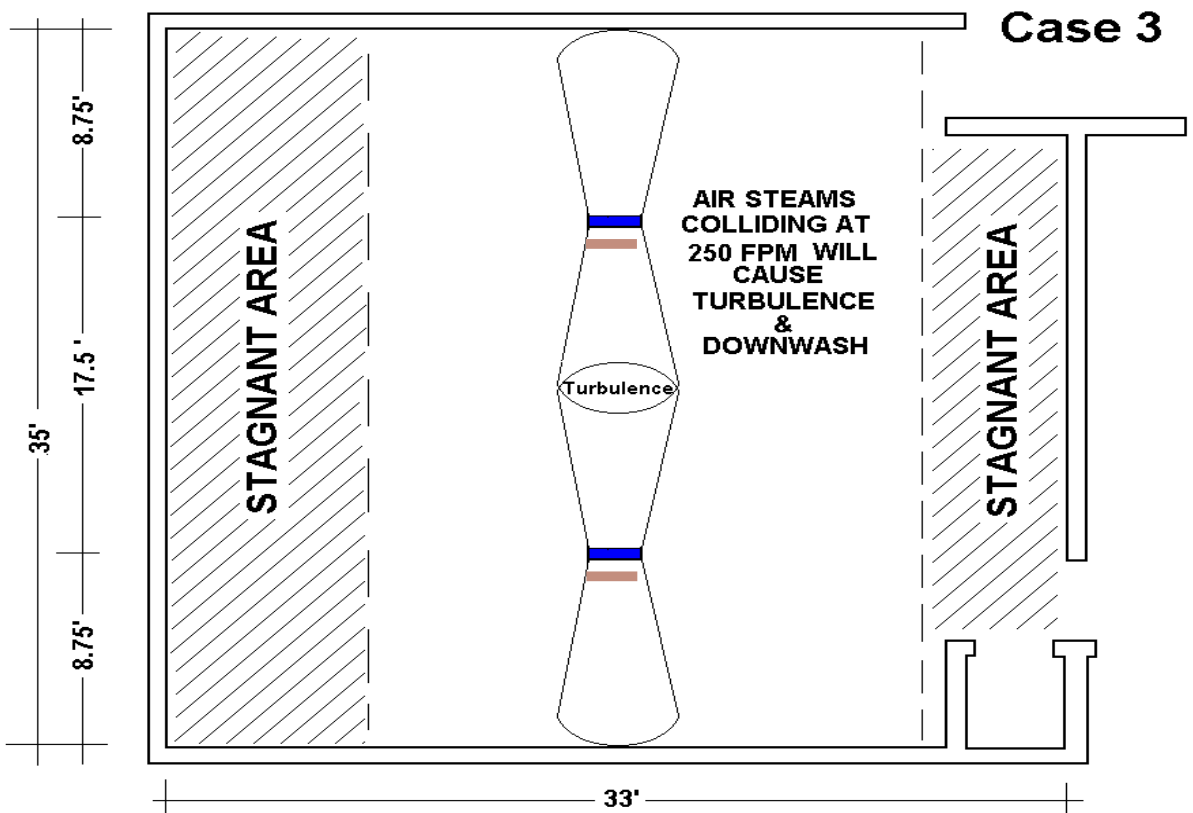 Case 3
8.75'
17.5 '
35'
8.75'
STAGNANT AREA
AIR STEAMS
COLLIDING AT
250 FPM WILL
CAUSE
TURBULENCE
&
DOWNWASH
STAGNANT AREA
Turbulence
33'